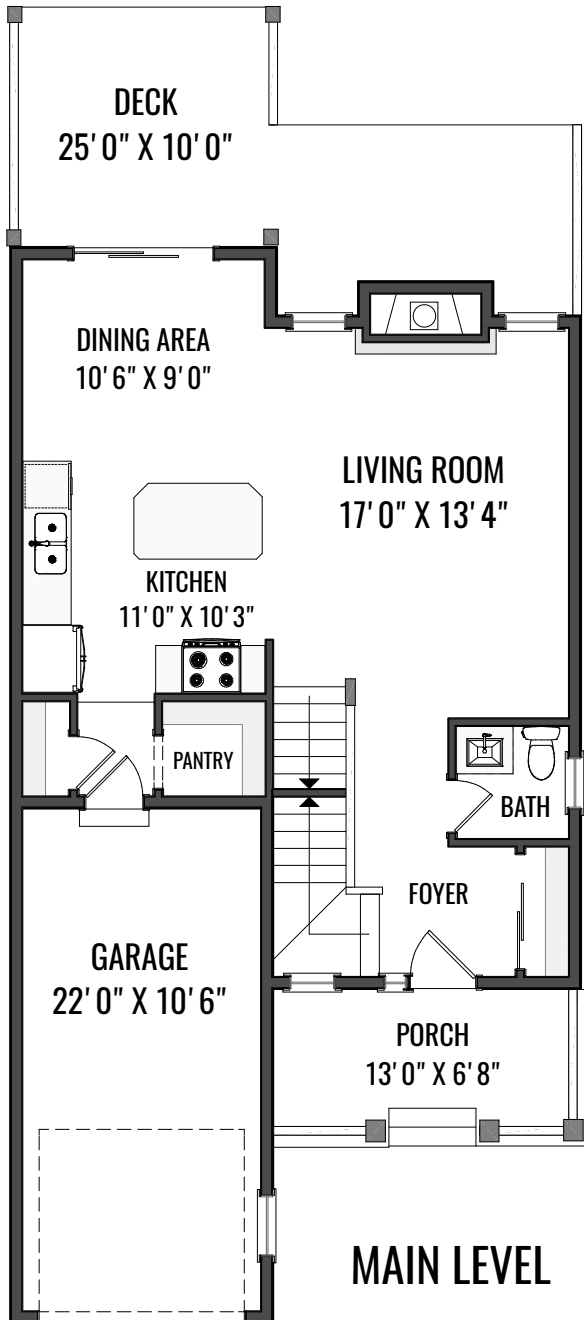 DECK
25'0" X 10'0"
DINING AREA
10'6" X 9'0"
LIVING ROOM
17'0" X 13'4"
KITCHEN
11'0" X 10'3"
PANTRY
BATH
FOYER
GARAGE
22'0" X 10'6"
PORCH
13'0" X 6'8"
MAIN LEVEL